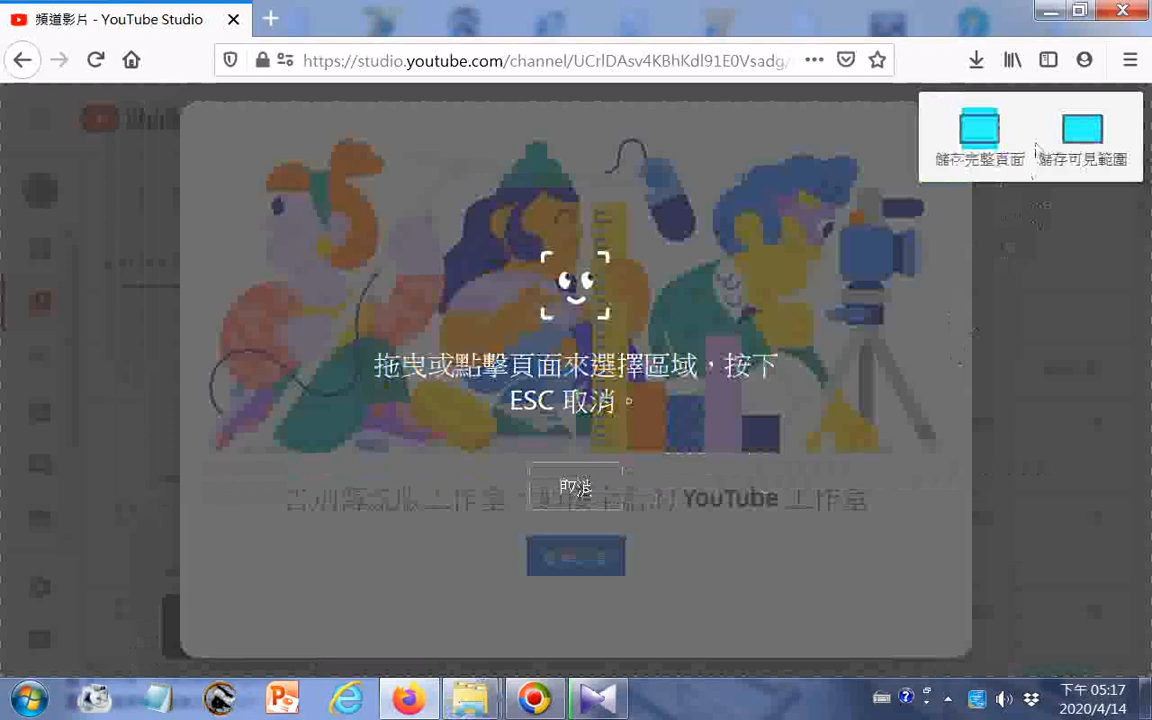 頻道影片 - YouTube Studio
https://studio.youtube.com/channel/UCrlDAsv4KBhKdl91E0Vsadg/
儲存完整頁面
儲存可見範圍
拖曳或點擊頁面來選擇區域，按下
ESC 取消。
取消
YouTube 工作室
下午 05:17
2020/4/14